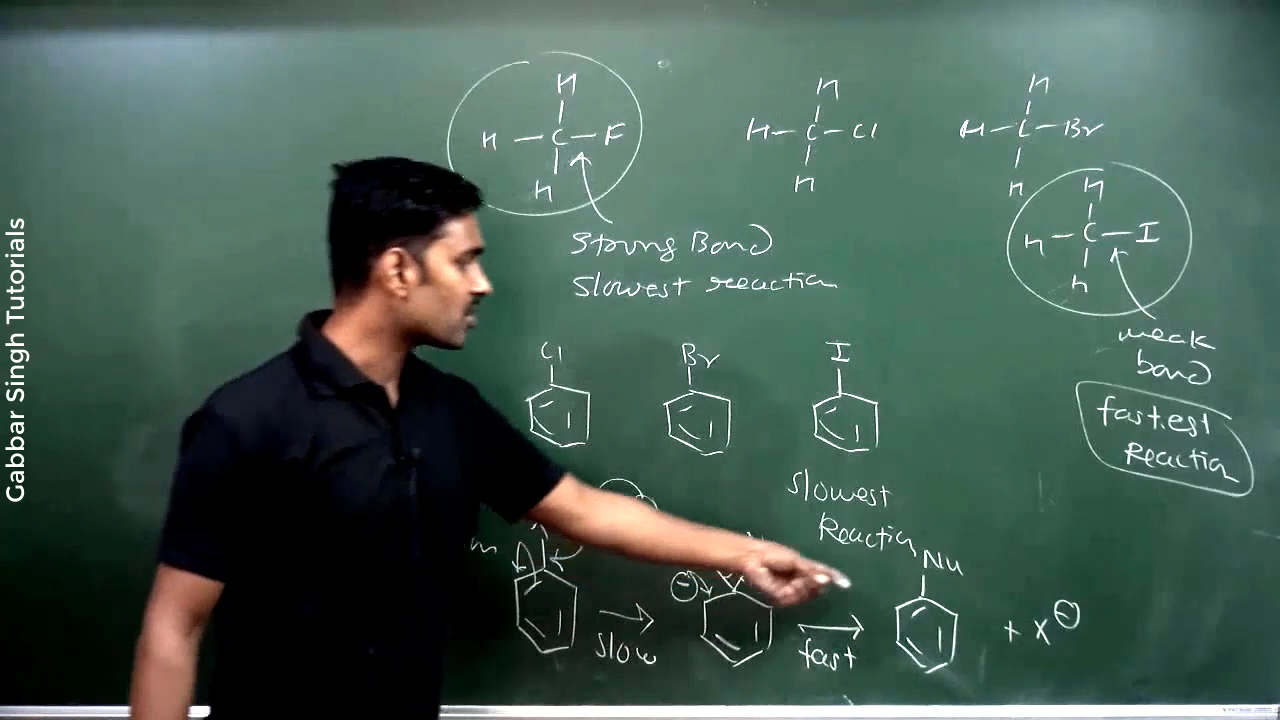 Gabbar Singh Tutorials
H
H – C – F
H
H
H – C – Cl
H
H
H – C – Br
H
H
H – C – I
H
Strong Bond
Slowest reaction
weak
bond
fastest
Reaction
Cl
Br
I
Slowest
Reaction
Nu
⊖
slow
fast
+ X⊖